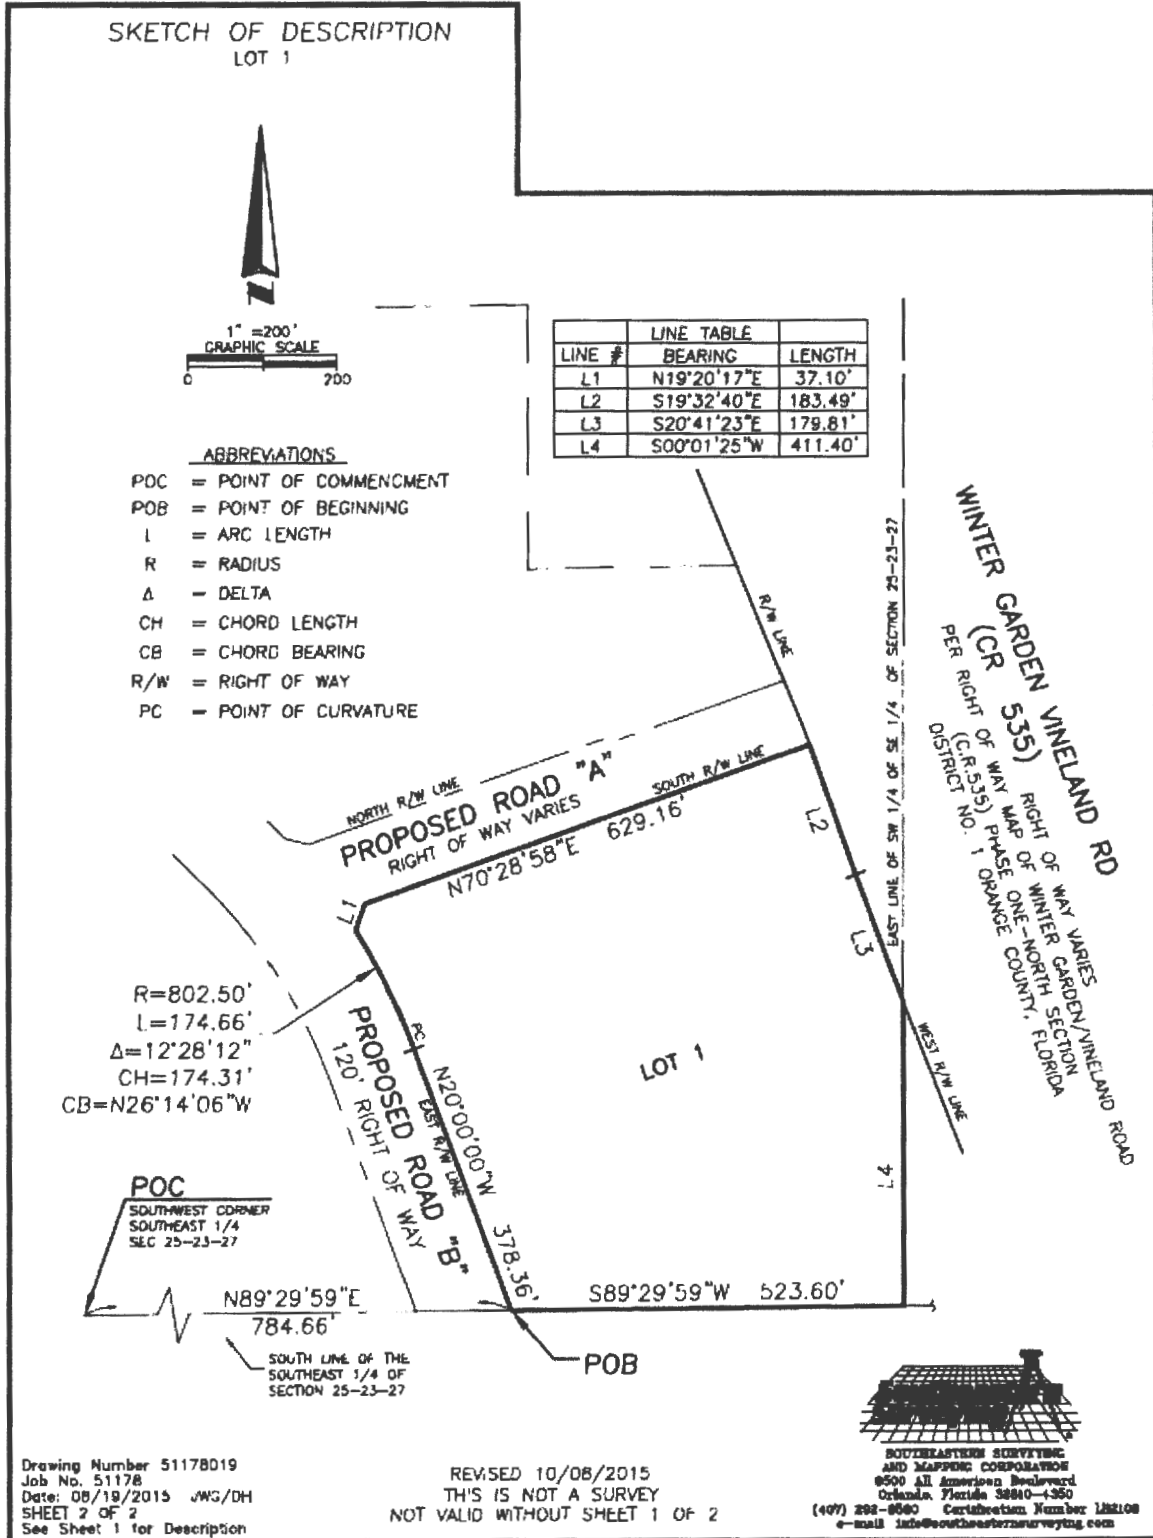 SKETCH OF DESCRIPTION
LOT 1
1" =200'
GRAPHIC SCALE
0 200
LINE TABLE
LINE # BEARING LENGTH
L1 N19°20'17"E 37.10'
L2 S19°32'40"E 183.49'
L3 S20°41'23"E 179.81'
L4 S00°01'25"W 411.40'
ABBREVIATIONS
POC = POINT OF COMMENCMENT
POB = POINT OF BEGINNING
L = ARC LENGTH
R = RADIUS
Δ = DELTA
CH = CHORD LENGTH
CB = CHORD BEARING
R/W = RIGHT OF WAY
PC = POINT OF CURVATURE
R/W LINE
EAST LINE OF SW 1/4 OF SE 1/4 OF SECTION 25-23-27
WINTER GARDEN VINELAND RD
(CR 535) RIGHT OF WAY VARIES
PER RIGHT OF WAY MAP OF WINTER GARDEN/VINELAND ROAD
(C.R.535) PHASE ONE-NORTH SECTION
DISTRICT NO. 1 ORANGE COUNTY, FLORIDA
NORTH R/W LINE
PROPOSED ROAD "A"
RIGHT OF WAY VARIES
SOUTH R/W LINE
N70°28'58"E 629.16'
L1
L2
L3
R=802.50'
L=174.66'
Δ=12°28'12"
CH=174.31'
CB=N26°14'06"W
PC
PROPOSED ROAD "B"
120' RIGHT OF WAY
EAST R/W LINE
N20°00'00"W 378.36'
LOT 1
WEST R/W LINE
L4
POC
SOUTHWEST CORNER
SOUTHEAST 1/4
SEC 25-23-27
N89°29'59"E
784.66'
S89°29'59"W 523.60'
SOUTH LINE OF THE
SOUTHEAST 1/4 OF
SECTION 25-23-27
POB
Drawing Number 51178019
Job No. 51178
Date: 08/19/2015 JWG/DH
SHEET 2 OF 2
See Sheet 1 for Description
REVISED 10/08/2015
THIS IS NOT A SURVEY
NOT VALID WITHOUT SHEET 1 OF 2
SOUTHEASTERN SURVEYING
AND MAPPING CORPORATION
6500 All American Boulevard
Orlando, Florida 32810-4350
(407) 292-8580 Certification Number LB2108
e-mail info@southeasternsurveying.com